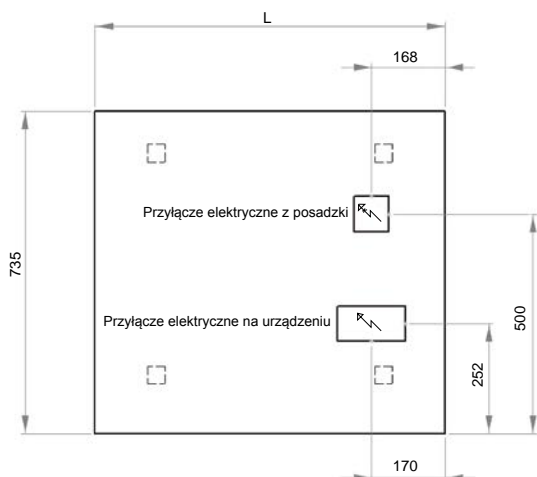 L
168
Przyłącze elektryczne z posadzki
735
500
Przyłącze elektryczne na urządzeniu
252
170